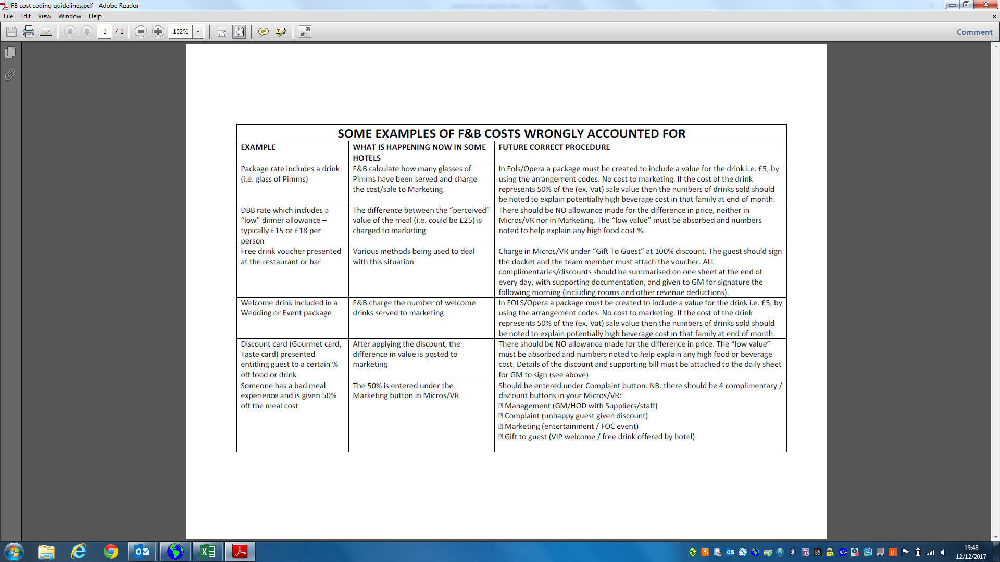 FB cost coding guidelines.pdf - Adobe Reader
File Edit View Window Help
1 / 1 102% Comment
SOME EXAMPLES OF F&B COSTS WRONGLY ACCOUNTED FOR
EXAMPLE
WHAT IS HAPPENING NOW IN SOME
HOTELS
FUTURE CORRECT PROCEDURE
Package rate includes a drink
(i.e. glass of Pimms)
F&B calculate how many glasses of
Pimms have been served and charge
the cost/sale to Marketing
In Fols/Opera a package must be created to include a value for the drink i.e. £5, by
using the arrangement codes. No cost to marketing. If the cost of the drink
represents 50% of the (ex. Vat) sale value then the numbers of drinks sold should
be noted to explain potentially high beverage cost in that family at end of month.
DBB rate which includes a
“low” dinner allowance –
typically £15 or £18 per
person
The difference between the “perceived”
value of the meal (i.e. could be £25) is
charged to marketing
There should be NO allowance made for the difference in price, neither in
Micros/VR nor in Marketing. The “low value” must be absorbed and numbers
noted to help explain any high food cost %.
Free drink voucher presented
at the restaurant or bar
Various methods being used to deal
with this situation
Charge in Micros/VR under “Gift To Guest” at 100% discount. The guest should sign
the docket and the team member must attach the voucher. ALL
complimentaries/discounts should be summarised on one sheet at the end of
every day, with supporting documentation, and given to GM for signature the
following morning (including rooms and other revenue deductions).
Welcome drink included in a
Wedding or Event package
F&B charge the number of welcome
drinks served to marketing
In FOLS/Opera a package must be created to include a value for the drink i.e. £5, by
using the arrangement codes. No cost to marketing. If the cost of the drink
represents 50% of the (ex. Vat) sale value then the numbers of drinks sold should
be noted to explain potentially high beverage cost in that family at end of month.
Discount card (Gourmet card,
Taste card) presented
entitling guest to a certain %
off food or drink
After applying the discount, the
difference in value is posted to
marketing
There should be NO allowance made for the difference in price. The “low value”
must be absorbed and numbers noted to help explain any high food or beverage
cost. Details of the discount and supporting bill must be attached to the daily sheet
for GM to sign (see above)
Someone has a bad meal
experience and is given 50%
off the meal cost
The 50% is entered under the
Marketing button in Micros/VR
Should be entered under Complaint button. NB: there should be 4 complimentary /
discount buttons in your Micros/VR:
Management (GM/HOD with Suppliers/staff)
Complaint (unhappy guest given discount)
Marketing (entertainment / FOC event)
Gift to guest (VIP welcome / free drink offered by hotel)
19:48
12/12/2017